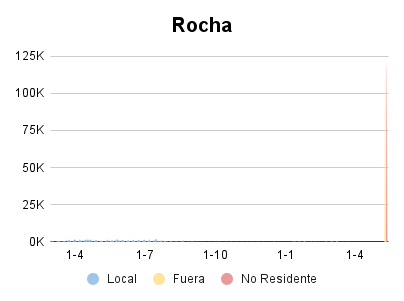 Rocha
125K
100K
75K
50K
25K
0K
1-4 1-7 1-10 1-1 1-4
Local Fuera No Residente